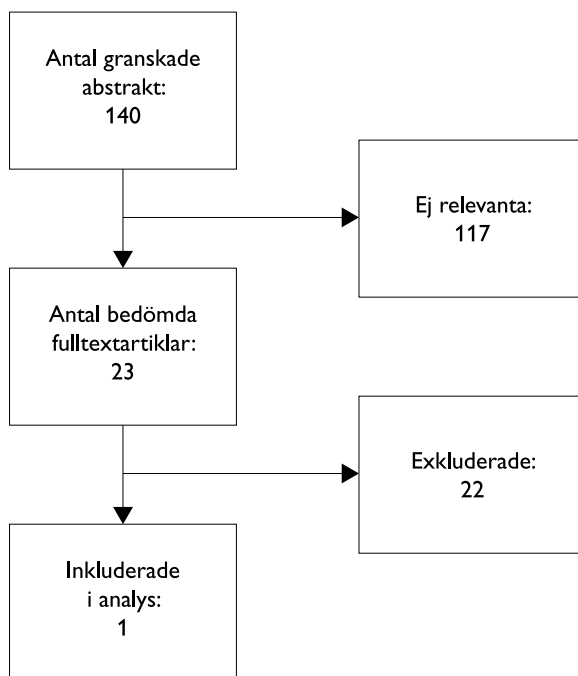 Antal granskade
abstrakt:
140
Ej relevanta:
117
Antal bedömda
fulltextartiklar:
23
Exkluderade:
22
Inkluderade
i analys:
1